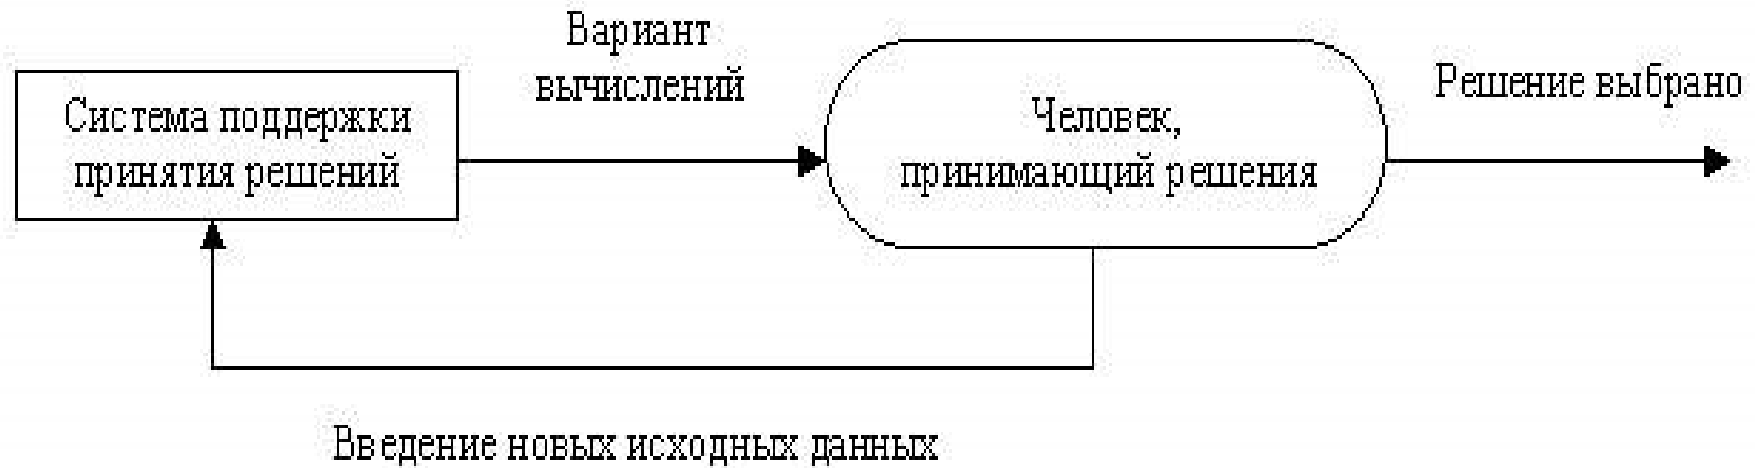 Вариант
вычислений
Система поддержки
принятия решений
Человек,
принимающий решения
Решение выбрано
Введение новых исходных данных